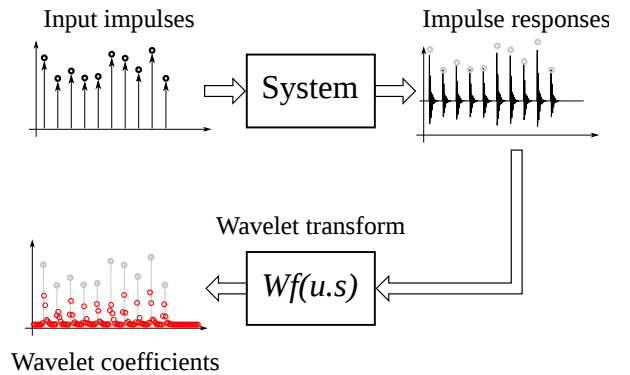 Input impulses
Impulse responses
System
Wavelet transform
Wf(u.s)
Wavelet coefficients